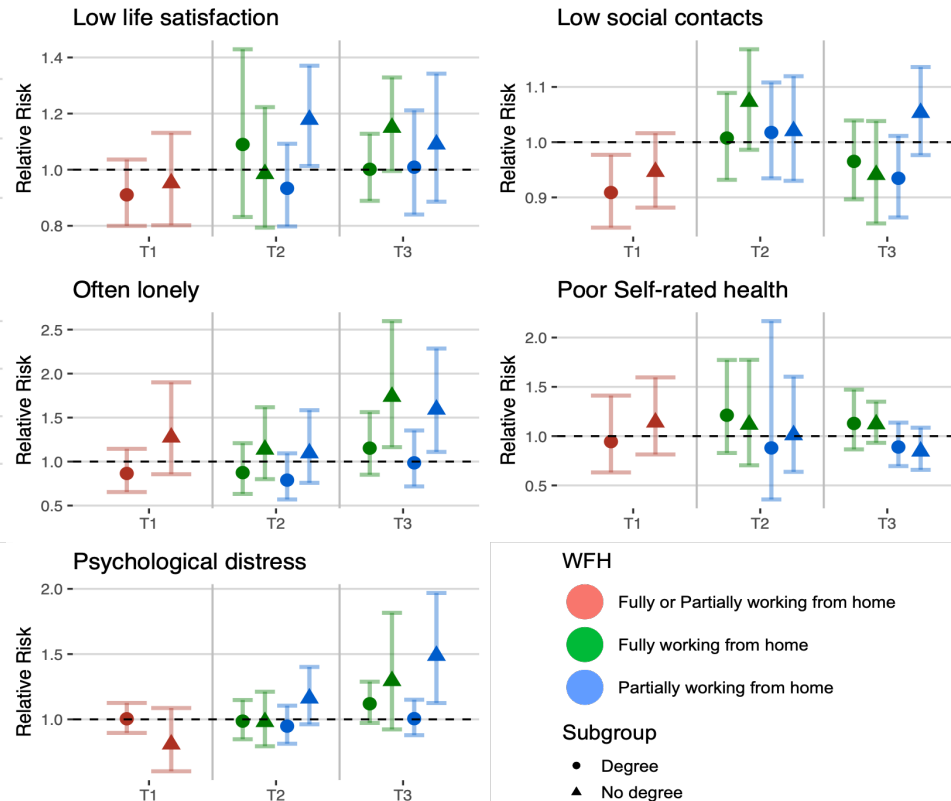 Low life satisfaction
Relative Risk
1.4
1.2
1.0
0.8
T1
T2
T3
Low social contacts
Relative Risk
1.1
1.0
0.9
T1
T2
T3
Often lonely
Relative Risk
2.5
2.0
1.5
1.0
0.5
T1
T2
T3
Poor Self-rated health
Relative Risk
2.0
1.5
1.0
0.5
T1
T2
T3
Psychological distress
Relative Risk
2.0
1.5
1.0
T1
T2
T3
WFH
Fully or Partially working from home
Fully working from home
Partially working from home
Subgroup
Degree
No degree